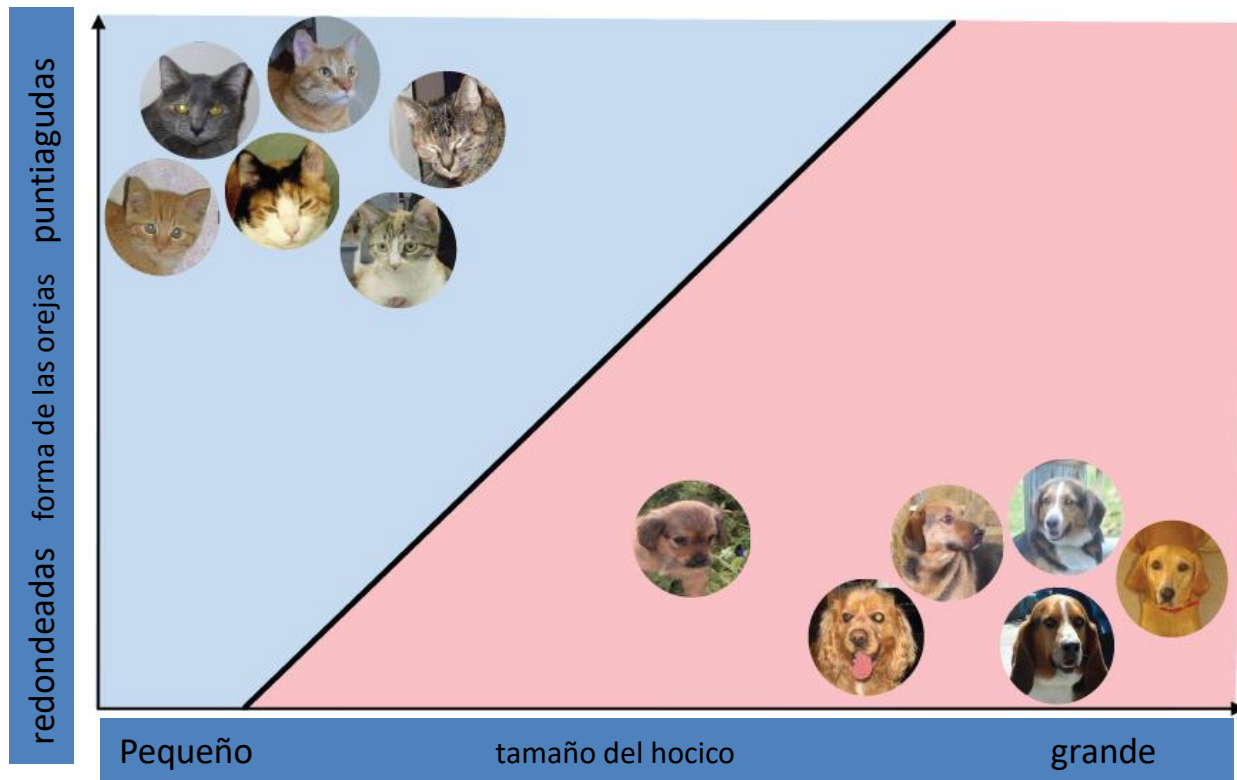 puntiagudas
forma de las orejas
redondeadas
Pequeño
tamaño del hocico
grande